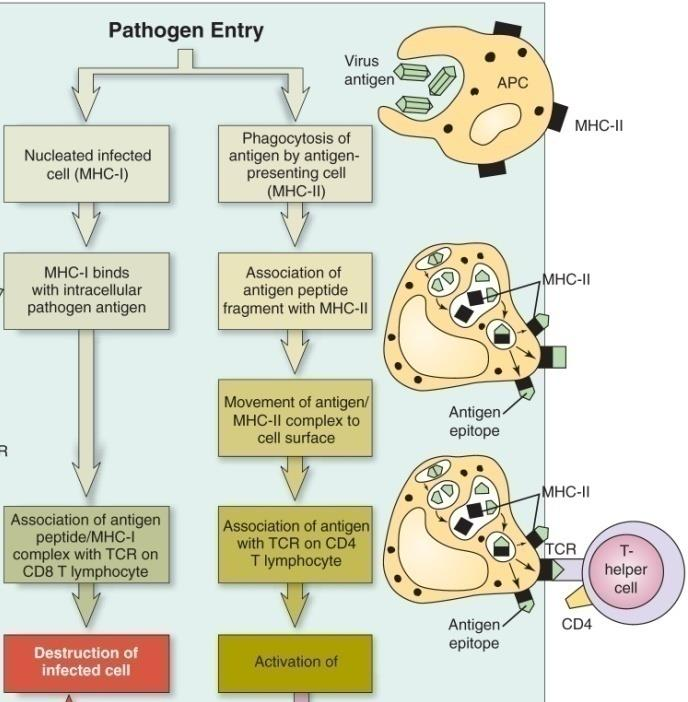 Pathogen Entry
Virus
antigen
APC
MHC-II
Nucleated infected
cell (MHC-I)
Phagocytosis of
antigen by antigen-
presenting cell
(MHC-II)
MHC-I binds
with intracellular
pathogen antigen
Association of
antigen peptide
fragment with MHC-II
MHC-II
Movement of antigen/
MHC-II complex to
cell surface
Antigen
epitope
R
MHC-II
Association of antigen
peptide/MHC-I
complex with TCR on
CD8 T lymphocyte
Association of antigen
with TCR on CD4
T lymphocyte
TCR
T-
helper
cell
CD4
Antigen
epitope
Destruction of
infected cell
Activation of